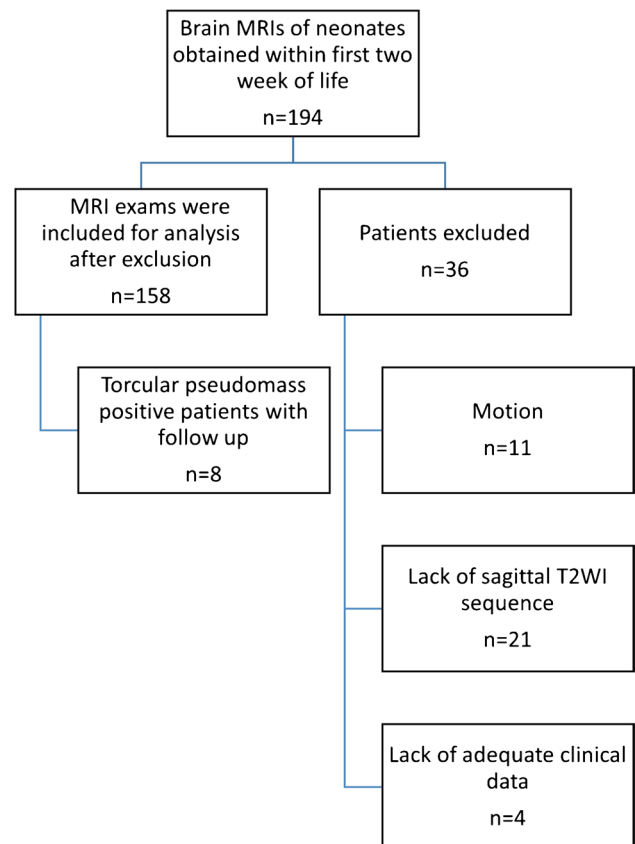 Brain MRIs of neonates
obtained within first two
week of life
n=194
MRI exams were
included for analysis
after exclusion
n=158
Patients excluded
n=36
Torcular pseudomass
positive patients with
follow up
n=8
Motion
n=11
Lack of sagittal T2WI
sequence
n=21
Lack of adequate clinical
data
n=4